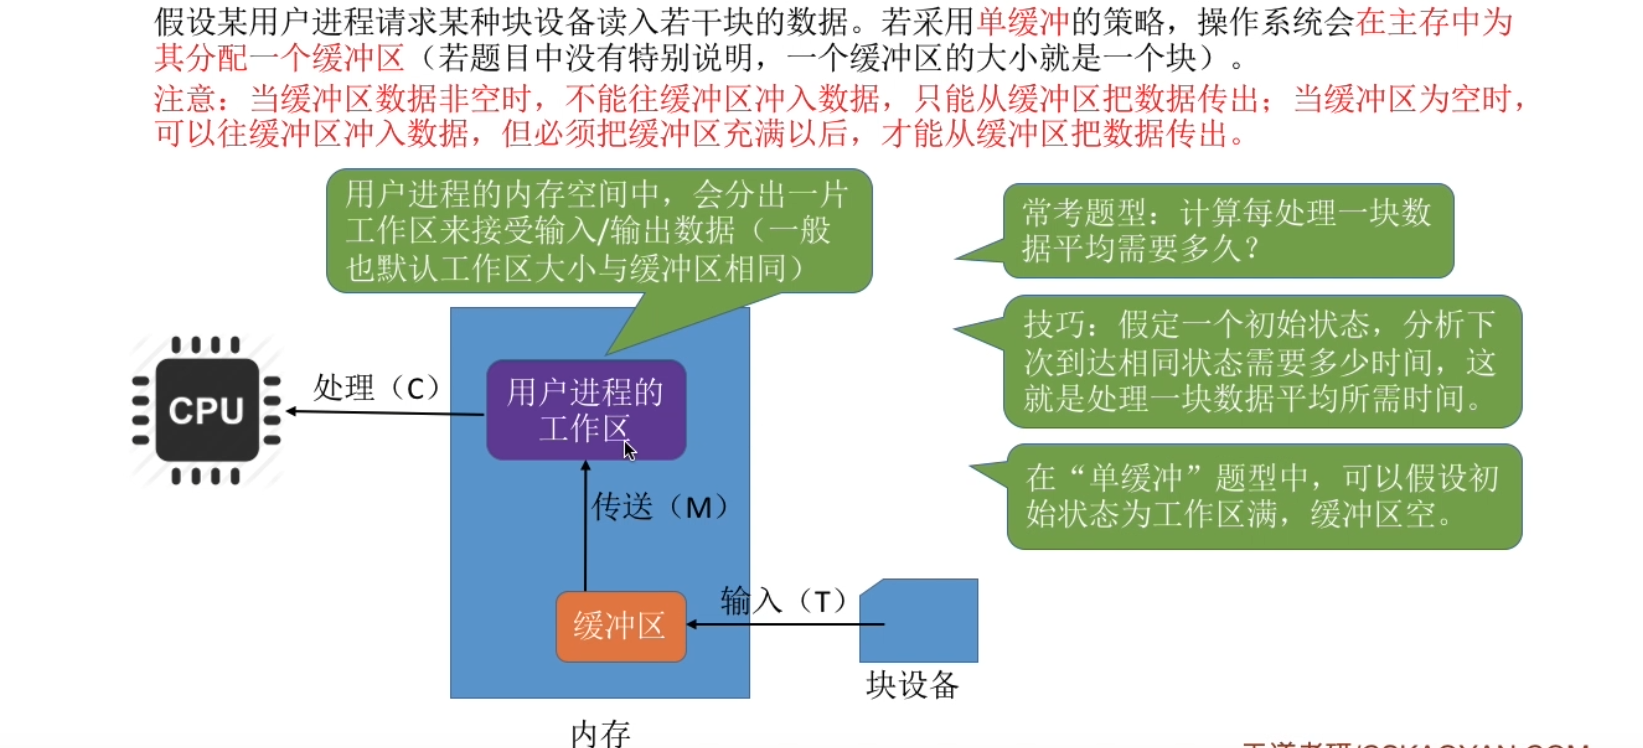 假设某用户进程请求某种块设备读入若干块的数据。若采用单缓冲的策略，操作系统会在主存中为
其分配一个缓冲区（若题目中没有特别说明，一个缓冲区的大小就是一个块）。
注意：当缓冲区数据非空时，不能往缓冲区冲入数据，只能从缓冲区把数据传出；当缓冲区为空时，
可以往缓冲区冲入数据，但必须把缓冲区充满以后，才能从缓冲区把数据传出。
用户进程的内存空间中，会分出一片
工作区来接受输入/输出数据（一般
也默认工作区大小与缓冲区相同）
常考题型：计算每处理一块数
据平均需要多久？
技巧：假定一个初始状态，分析下
次到达相同状态需要多少时间，这
就是处理一块数据平均所需时间。
在“单缓冲”题型中，可以假设初
始状态为工作区满，缓冲区空。
CPU
处理（C）
用户进程的
工作区
传送（M）
缓冲区
输入（T）
块设备
内存